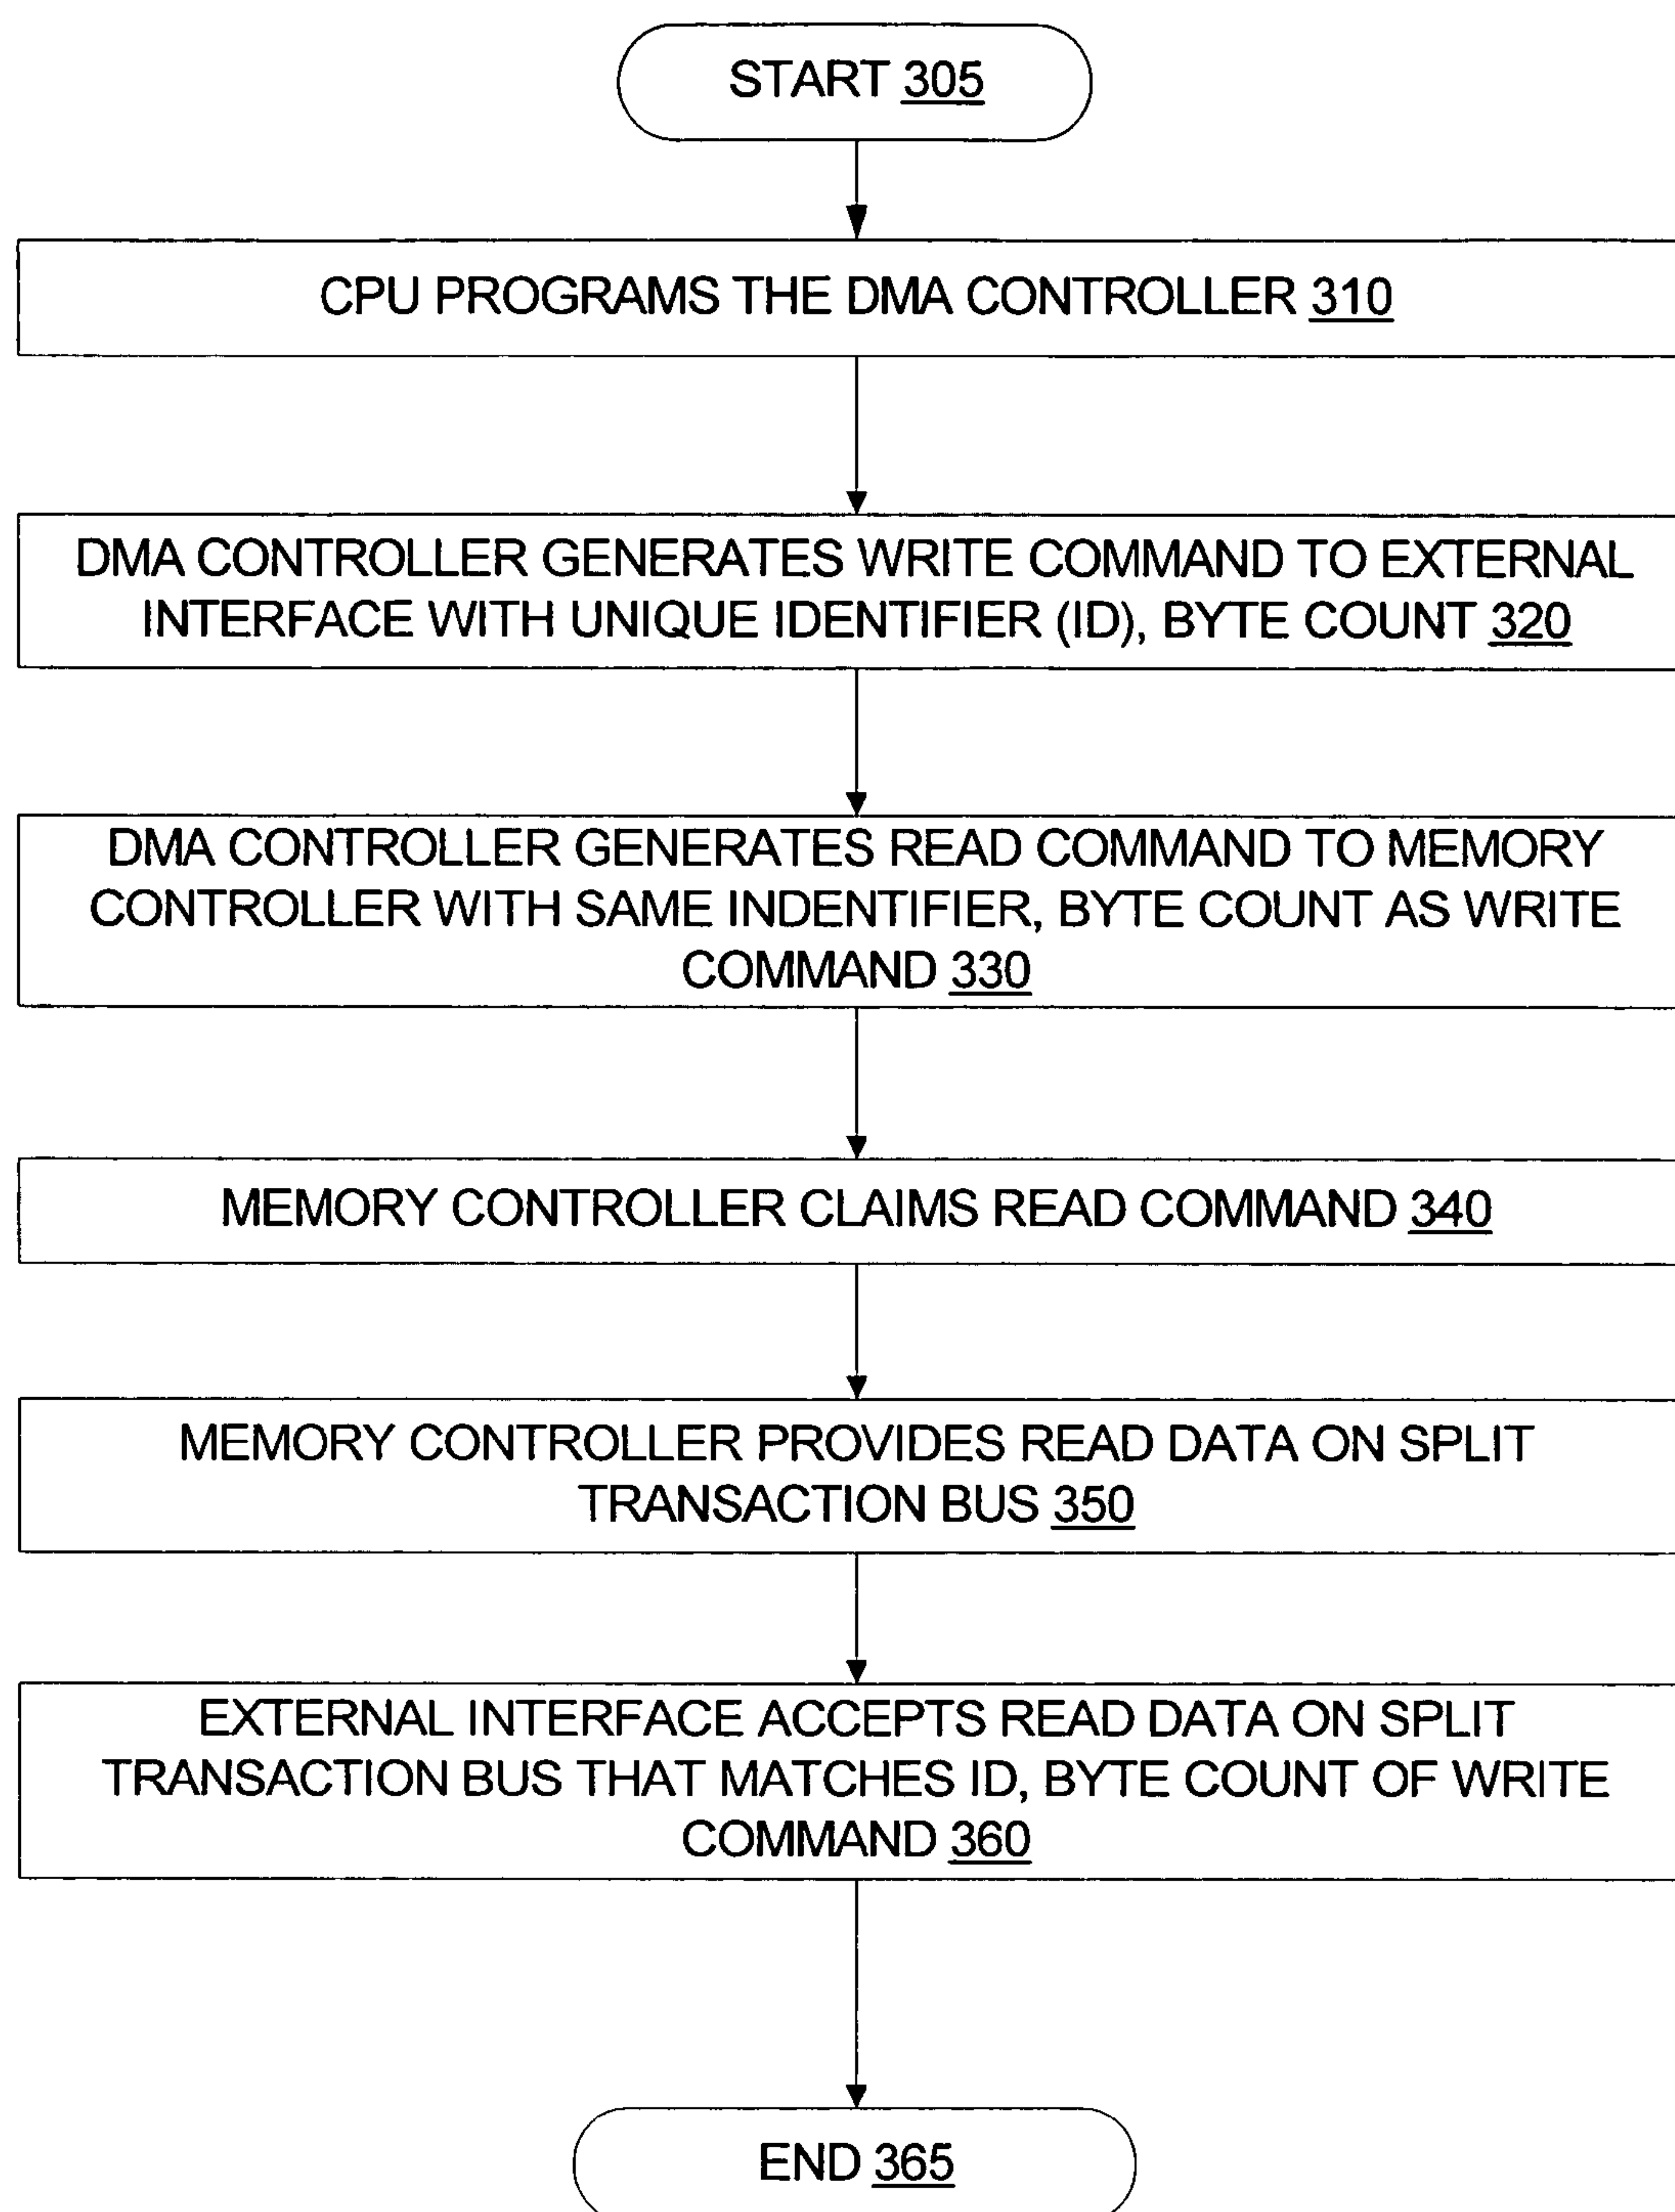 START 305
CPU PROGRAMS THE DMA CONTROLLER 310
DMA CONTROLLER GENERATES WRITE COMMAND TO EXTERNAL
INTERFACE WITH UNIQUE IDENTIFIER (ID), BYTE COUNT 320
DMA CONTROLLER GENERATES READ COMMAND TO MEMORY
CONTROLLER WITH SAME INDENTIFIER, BYTE COUNT AS WRITE
COMMAND 330
MEMORY CONTROLLER CLAIMS READ COMMAND 340
MEMORY CONTROLLER PROVIDES READ DATA ON SPLIT
TRANSACTION BUS 350
EXTERNAL INTERFACE ACCEPTS READ DATA ON SPLIT
TRANSACTION BUS THAT MATCHES ID, BYTE COUNT OF WRITE
COMMAND 360
END 365